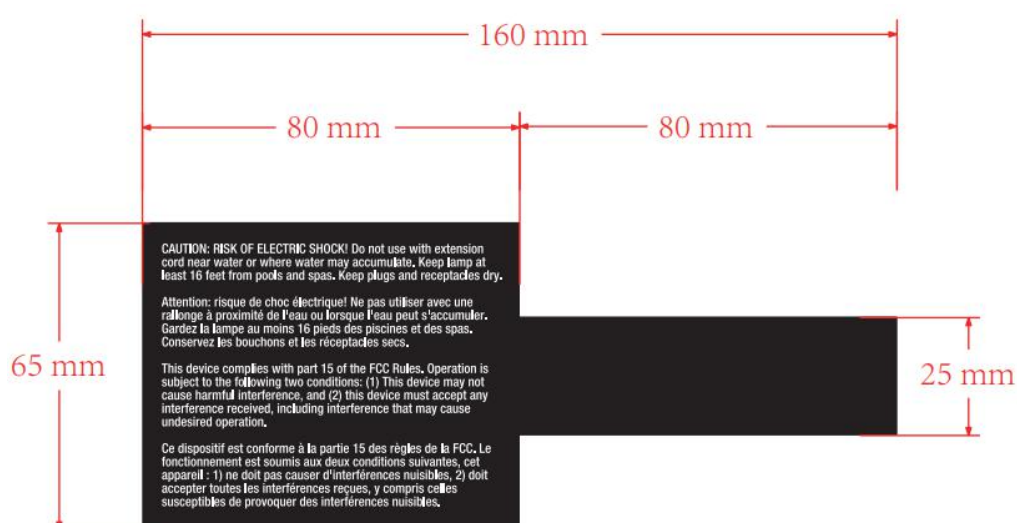 160 mm
80 mm
80 mm
CAUTION: RISK OF ELECTRIC SHOCK! Do not use with extension
cord near water or where water may accumulate. Keep lamp at
least 16 feet from pools and spas. Keep plugs and receptacles dry.
Attention: risque de choc électrique! Ne pas utiliser avec une
rallonge à proximité de l'eau ou lorsque l'eau peut s'accumuler.
Gardez la lampe au moins 16 pieds des piscines et des spas.
Conservez les bouchons et les réceptacles secs.
65 mm
25 mm
This device complies with part 15 of the FCC Rules. Operation is
subject to the following two conditions: (1) This device may not
cause harmful interference, and (2) this device must accept any
interference received, including interference that may cause
undesired operation.
Ce dispositif est conforme à la partie 15 des règles de la FCC. Le
fonctionnement est soumis aux deux conditions suivantes, cet
appareil : 1) ne doit pas causer d'interférences nuisibles, 2) doit
accepter toutes les interférences reçues, y compris celles
susceptibles de provoquer des interférences nuisibles.